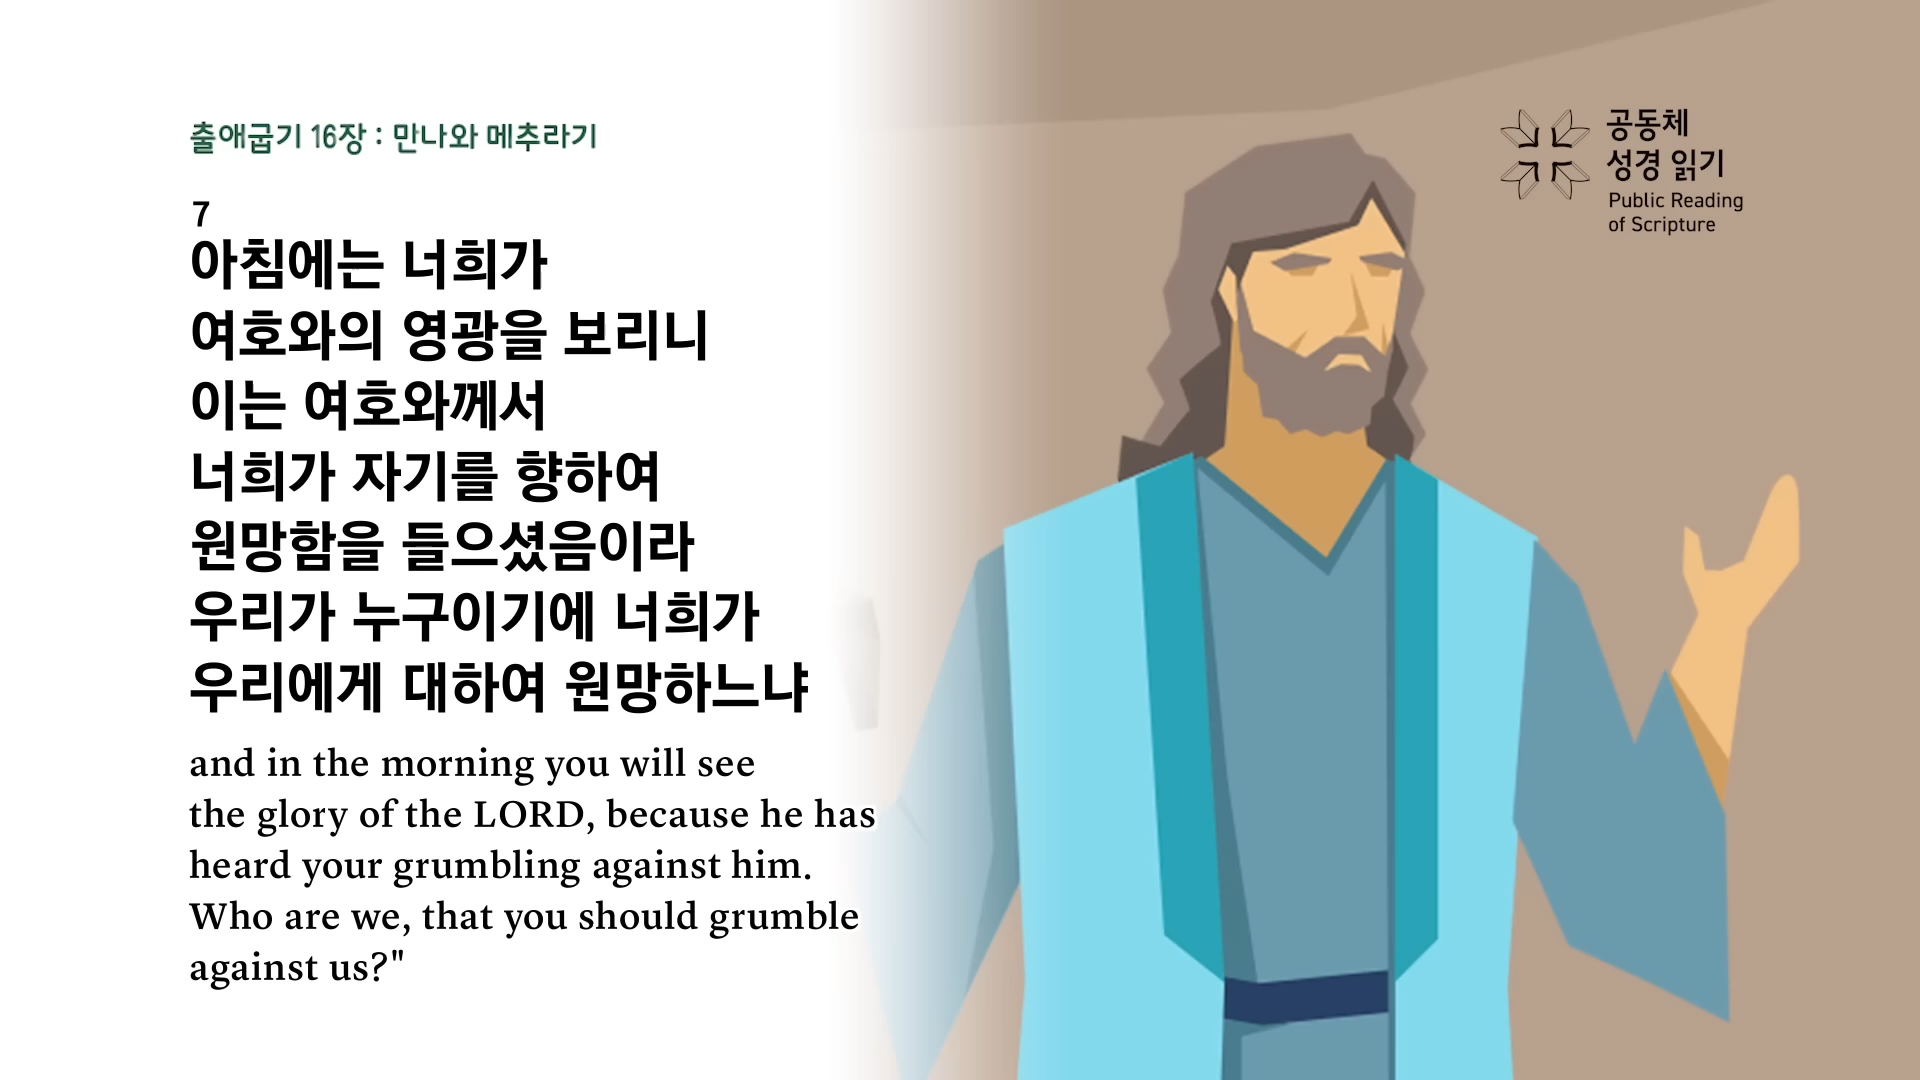 출애굽기 16장 : 만나와 메추라기
공동체
성경 읽기
Public Reading
of Scripture
7
아침에는 너희가
여호와의 영광을 보리니
이는 여호와께서
너희가 자기를 향하여
원망함을 들으셨음이라
우리가 누구이기에 너희가
우리에게 대하여 원망하느냐
and in the morning you will see
the glory of the LORD, because he has
heard your grumbling against him.
Who are we, that you should grumble
against us?"